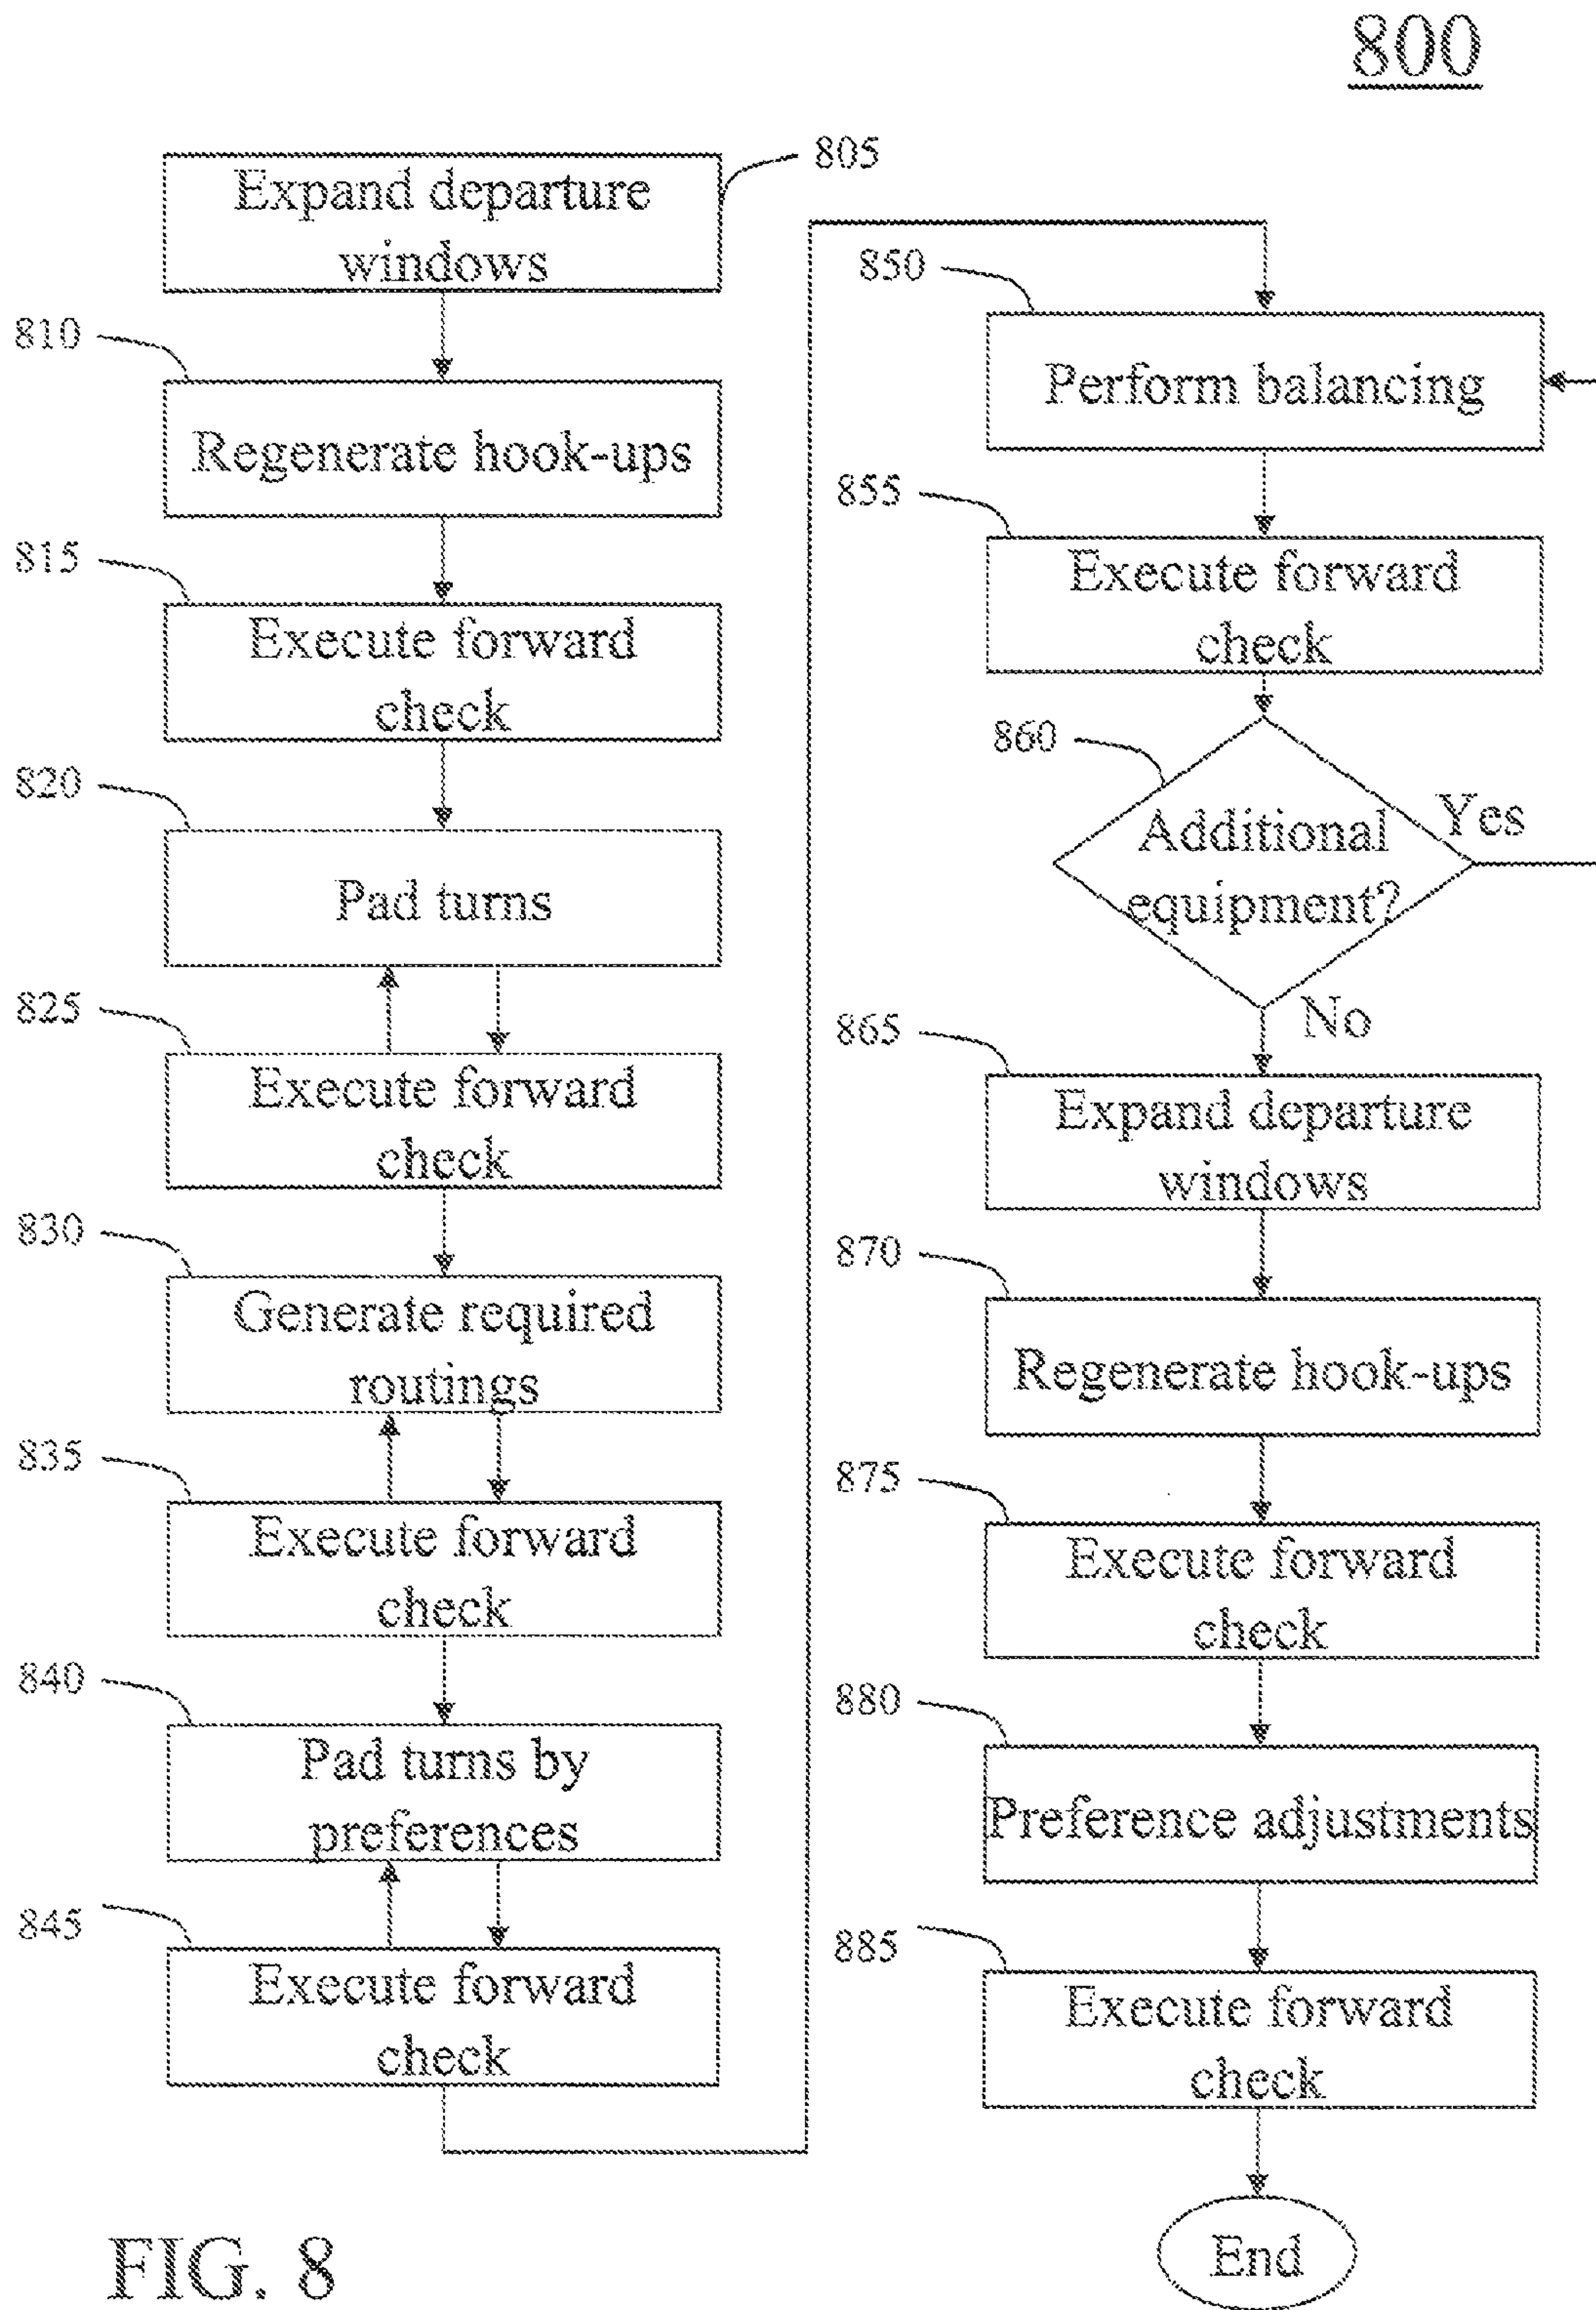 800
805
Expand departure
windows
810
Regenerate hook-ups
815
Execute forward
check
820
Pad turns
825
Execute forward
check
830
Generate required
routings
835
Execute forward
check
840
Pad turns by
preferences
845
Execute forward
check
850
Perform balancing
855
Execute forward
check
860
Additional
equipment?
Yes
No
865
Expand departure
windows
870
Regenerate hook-ups
875
Execute forward
check
880
Preference adjustments
885
Execute forward
check
End
FIG. 8